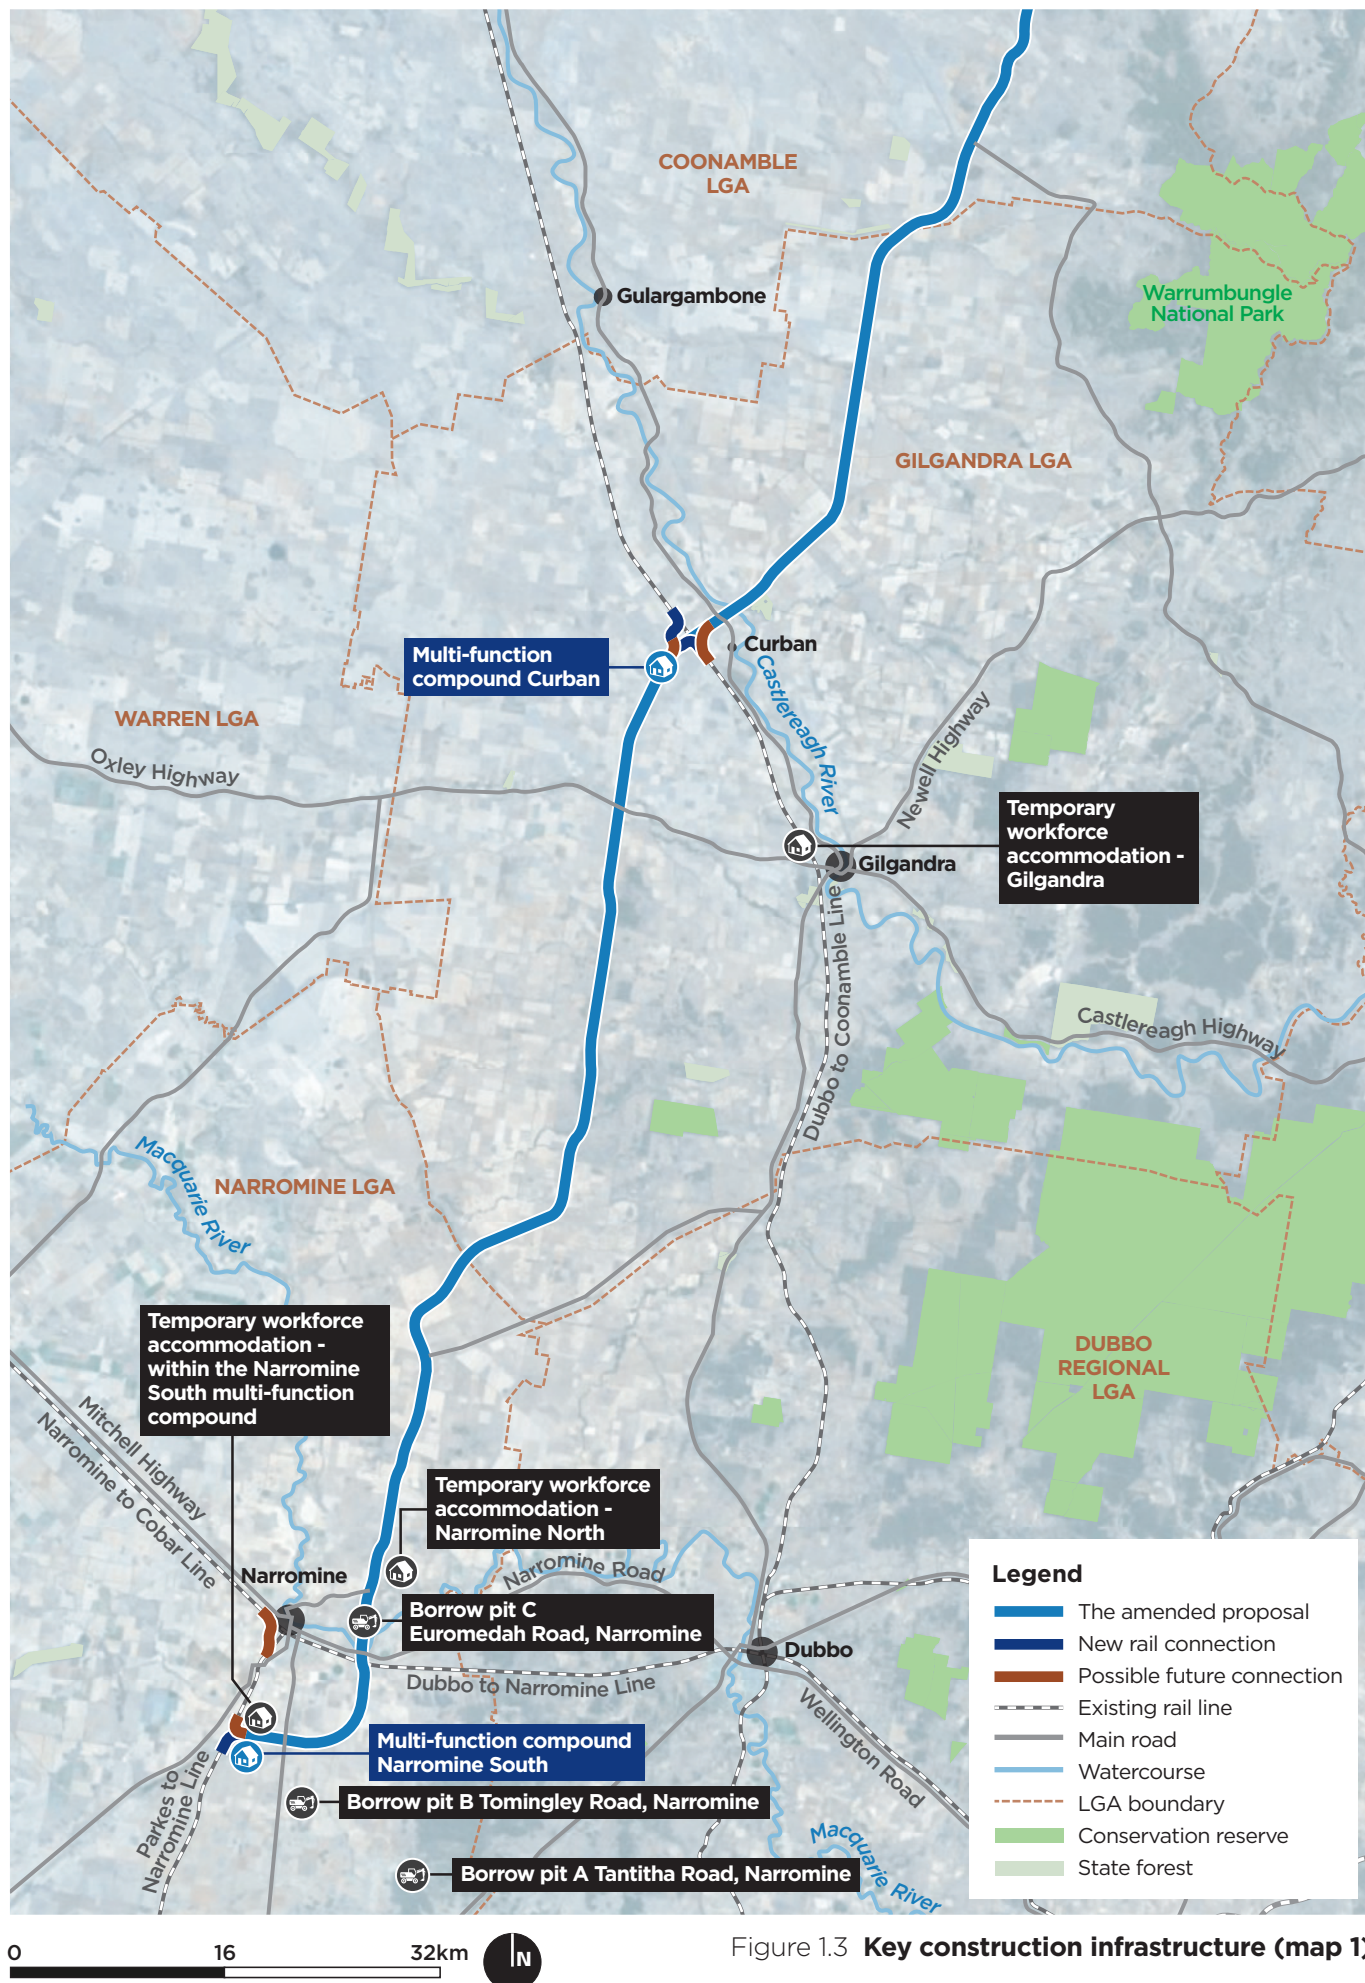 COONAMBLE
LGA
Gulargambone
Warrumbungle
National Park
GILGANDRA LGA
Multi-function
compound Curban
Curban
Castlereagh River
WARREN LGA
Oxley Highway
Newell Highway
Temporary
workforce
accommodation -
Gilgandra
Gilgandra
Dubbo to Coonamble Line
Castlereagh Highway
Macquarie River
NARROMINE LGA
Temporary workforce
accommodation -
within the Narromine
South multi-function
compound
DUBBO
REGIONAL
LGA
Mitchell Highway
Narromine to Cobar Line
Temporary workforce
accommodation -
Narromine North
Narromine
Narromine Road
Borrow pit C
Euromedah Road, Narromine
Dubbo
Dubbo to Narromine Line
Wellington Road
Multi-function compound
Narromine South
Parkes to
Narromine Line
Borrow pit B Tomingley Road, Narromine
Macquarie River
Borrow pit A Tantitha Road, Narromine
Legend
The amended proposal
New rail connection
Possible future connection
Existing rail line
Main road
Watercourse
LGA boundary
Conservation reserve
State forest
0 16 32km
N
Figure 1.3 Key construction infrastructure (map 1)